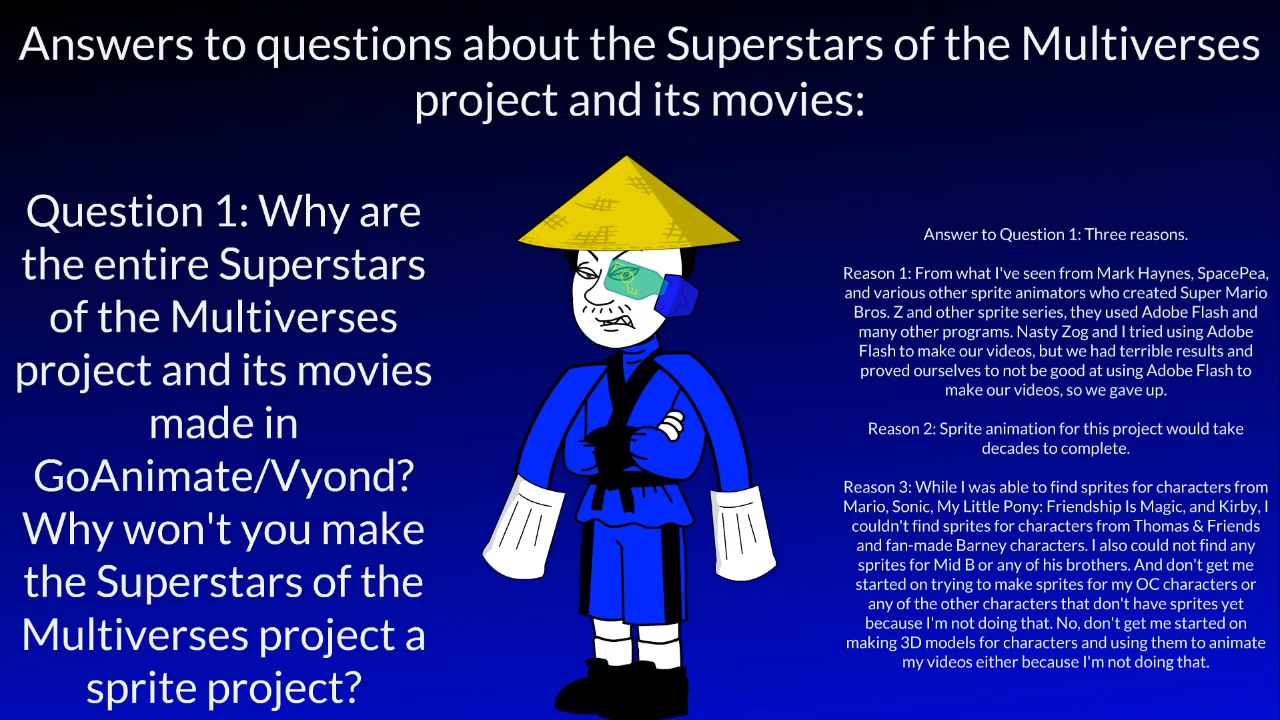 Answers to questions about the Superstars of the Multiverses
project and its movies:
Question 1: Why are
the entire Superstars
of the Multiverses
project and its movies
made in
GoAnimate/Vyond?
Why won't you make
the Superstars of the
Multiverses project a
sprite project?
Answer to Question 1: Three reasons.
Reason 1: From what I've seen from Mark Haynes, SpacePea,
and various other sprite animators who created Super Mario
Bros. Z and other sprite series, they used Adobe Flash and
many other programs. Nasty Zog and I tried using Adobe
Flash to make our videos, but we had terrible results and
proved ourselves to not be good at using Adobe Flash to
make our videos, so we gave up.
Reason 2: Sprite animation for this project would take
decades to complete.
Reason 3: While I was able to find sprites for characters from
Mario, Sonic, My Little Pony: Friendship Is Magic, and Kirby, I
couldn't find sprites for characters from Thomas & Friends
and fan-made Barney characters. I also could not find any
sprites for Mid B or any of his brothers. And don't get me
started on trying to make sprites for my OC characters or
any of the other characters that don't have sprites yet
because I'm not doing that. No, don't get me started on
making 3D models for characters and using them to animate
my videos either because I'm not doing that.